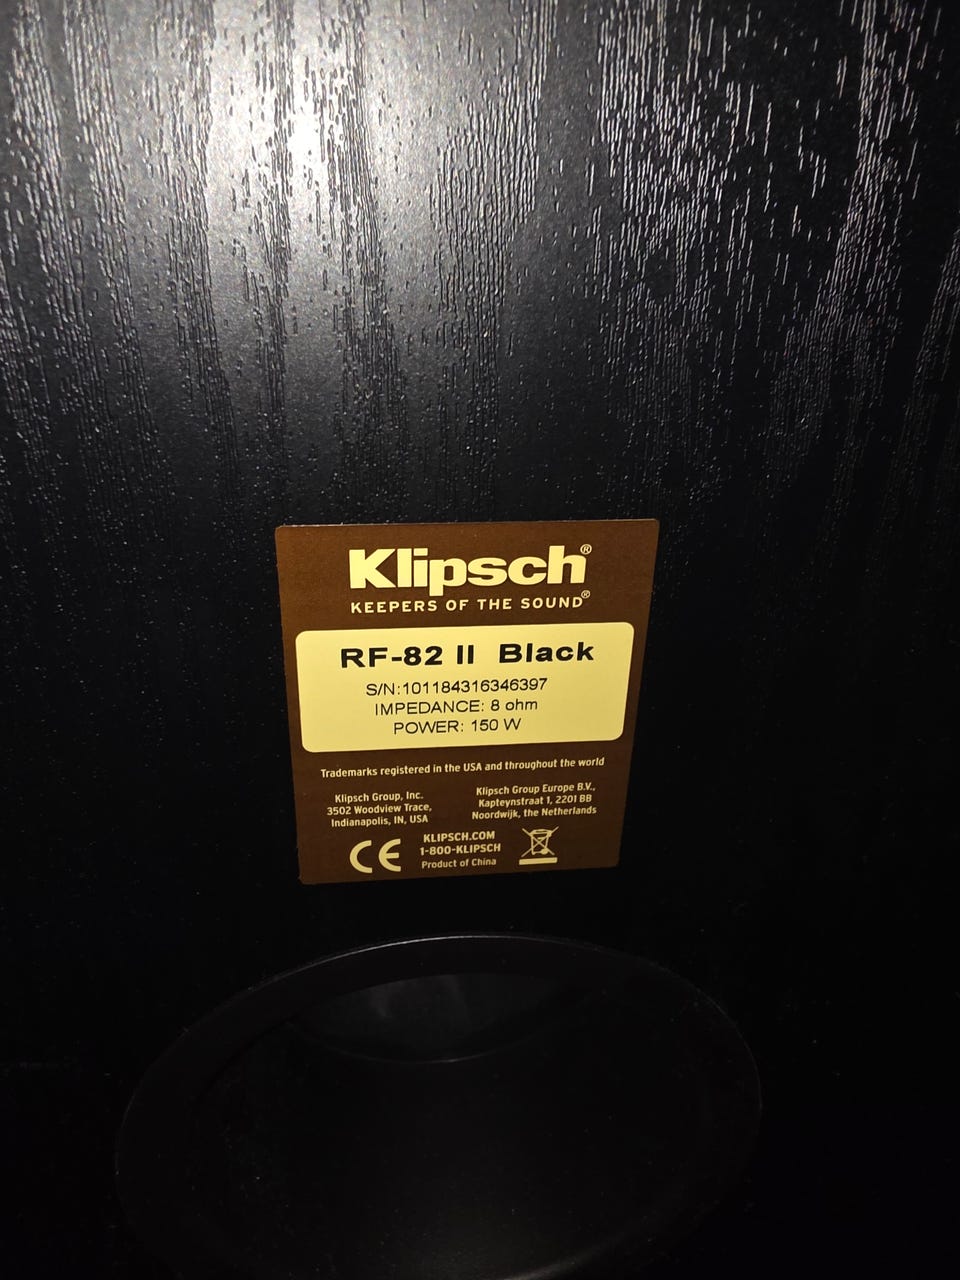 Klipsch®
KEEPERS OF THE SOUND®
RF-82 II Black
S/N:101184316346397
IMPEDANCE: 8 ohm
POWER: 150 W
Trademarks registered in the USA and throughout the world
Klipsch Group, Inc.
3502 Woodview Trace,
Indianapolis, IN, USA
Klipsch Group Europe B.V.,
Kapteynstraat 1, 2201 BB
Noordwijk, the Netherlands
CE
KLIPSCH.COM
1-800-KLIPSCH
Product of China